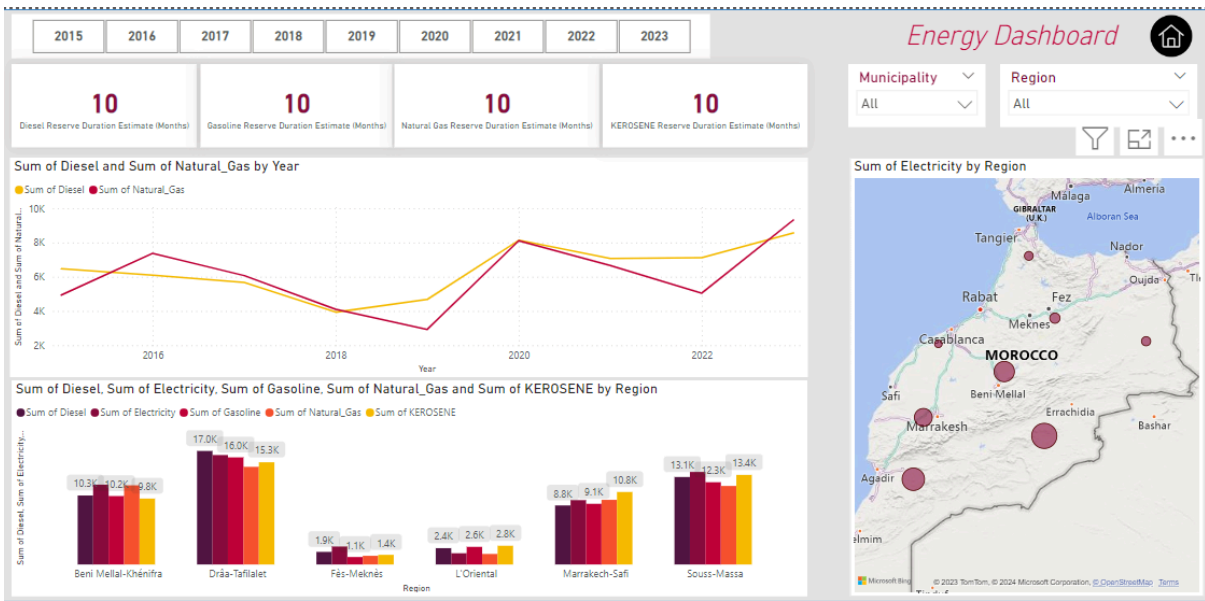 2015 2016 2017 2018 2019 2020 2021 2022 2023
Energy Dashboard
Municipality
All
Region
All
10
Diesel Reserve Duration Estimate (Months)
10
Gasoline Reserve Duration Estimate (Months)
10
Natural Gas Reserve Duration Estimate (Months)
10
KEROSENE Reserve Duration Estimate (Months)
Sum of Diesel and Sum of Natural_Gas by Year
Sum of Diesel Sum of Natural_Gas
Sum of Diesel and Sum of Natural...
10K
8K
6K
4K
2K
2016 2018 2020 2022
Year
Sum of Diesel, Sum of Electricity, Sum of Gasoline, Sum of Natural_Gas and Sum of KEROSENE by Region
Sum of Diesel Sum of Electricity Sum of Gasoline Sum of Natural_Gas Sum of KEROSENE
Sum of Diesel, Sum of Electricity,...
10.3K 10.2K 9.8K
17.0K 16.0K 15.3K
1.9K 1.1K 1.4K
2.4K 2.6K 2.8K
8.8K 9.1K 10.8K
13.1K 12.3K 13.4K
Beni Mellal-Khénifra Drâa-Tafilalet Fès-Meknès L'Oriental Marrakech-Safi Souss-Massa
Region
Sum of Electricity by Region
Málaga
Almeria
GIBRALTAR
(U.K.)
Alboran Sea
Tangier
Nador
Oujda
Rabat
Fez
Meknes
Casablanca
MOROCCO
Safi
Beni Mellal
Errachidia
Marrakesh
Bashar
Agadir
elmim
Microsoft Bing
© 2023 TomTom, © 2024 Microsoft Corporation, © OpenStreetMap Terms